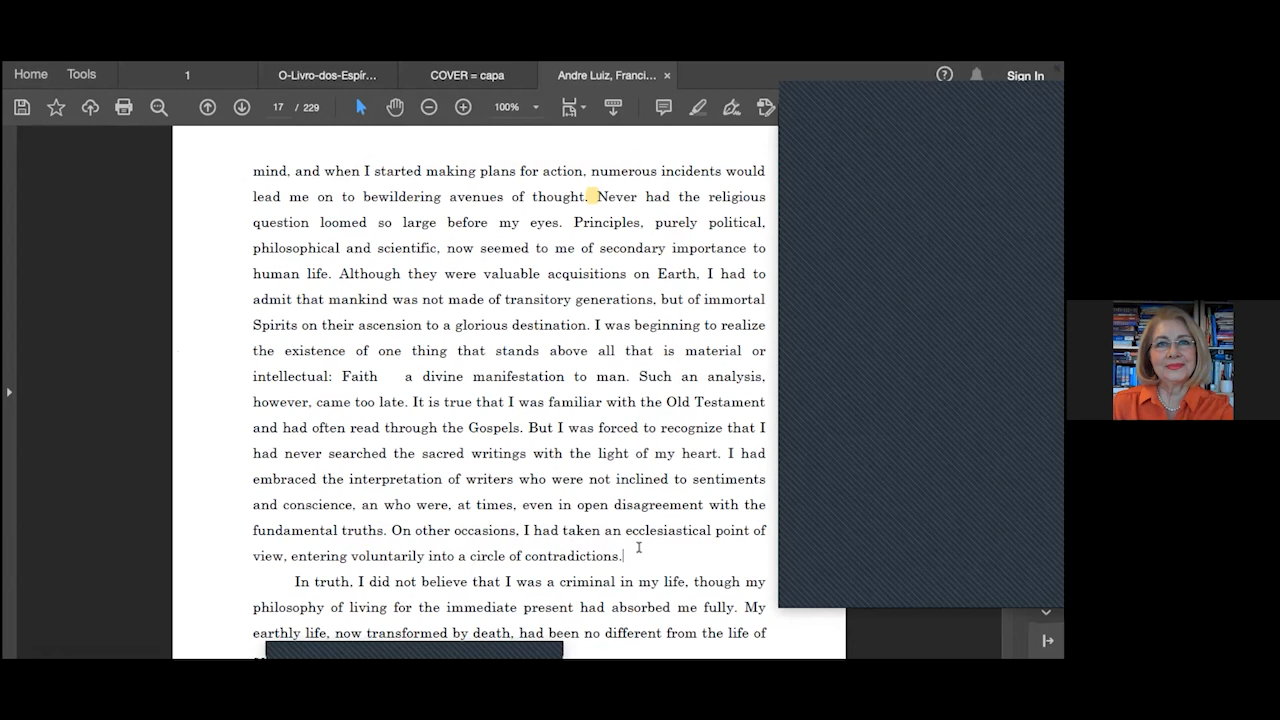 Home Tools 1 O-Livro-dos-Espír... COVER = capa Andre Luiz, Franci... × Sign In
17 / 229 100%
mind, and when I started making plans for action, numerous incidents would
lead me on to bewildering avenues of thought. Never had the religious
question loomed so large before my eyes. Principles, purely political,
philosophical and scientific, now seemed to me of secondary importance to
human life. Although they were valuable acquisitions on Earth, I had to
admit that mankind was not made of transitory generations, but of immortal
Spirits on their ascension to a glorious destination. I was beginning to realize
the existence of one thing that stands above all that is material or
intellectual: Faith a divine manifestation to man. Such an analysis,
however, came too late. It is true that I was familiar with the Old Testament
and had often read through the Gospels. But I was forced to recognize that I
had never searched the sacred writings with the light of my heart. I had
embraced the interpretation of writers who were not inclined to sentiments
and conscience, an who were, at times, even in open disagreement with the
fundamental truths. On other occasions, I had taken an ecclesiastical point of
view, entering voluntarily into a circle of contradictions.
In truth, I did not believe that I was a criminal in my life, though my
philosophy of living for the immediate present had absorbed me fully. My
earthly life, now transformed by death, had been no different from the life of